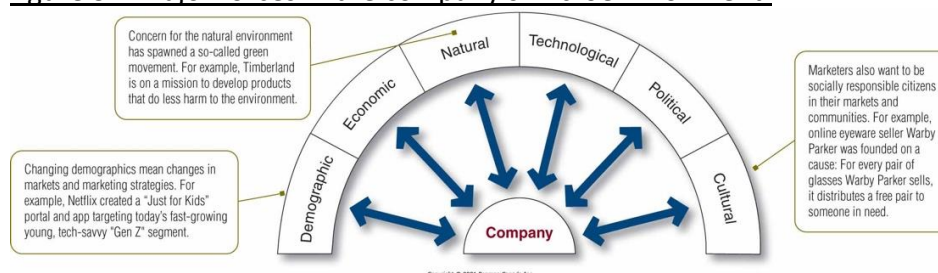 Concern for the natural environment
has spawned a so-called green
movement. For example, Timberland
is on a mission to develop products
that do less harm to the environment.
Natural
Technological
Economic
Political
Demographic
Cultural
Company
Changing demographics mean changes in
markets and marketing strategies. For
example, Netflix created a "Just for Kids"
portal and app targeting today's fast-growing
young, tech-savvy "Gen Z" segment.
Marketers also want to be
socially responsible citizens
in their markets and
communities. For example,
online eyeware seller Warby
Parker was founded on a
cause: For every pair of
glasses Warby Parker sells,
it distributes a free pair to
someone in need.